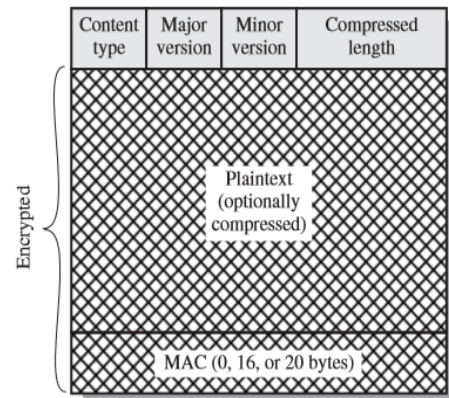 Content Major Minor Compressed
type version version length
Encrypted
Plaintext
(optionally
compressed)
MAC (0, 16, or 20 bytes)